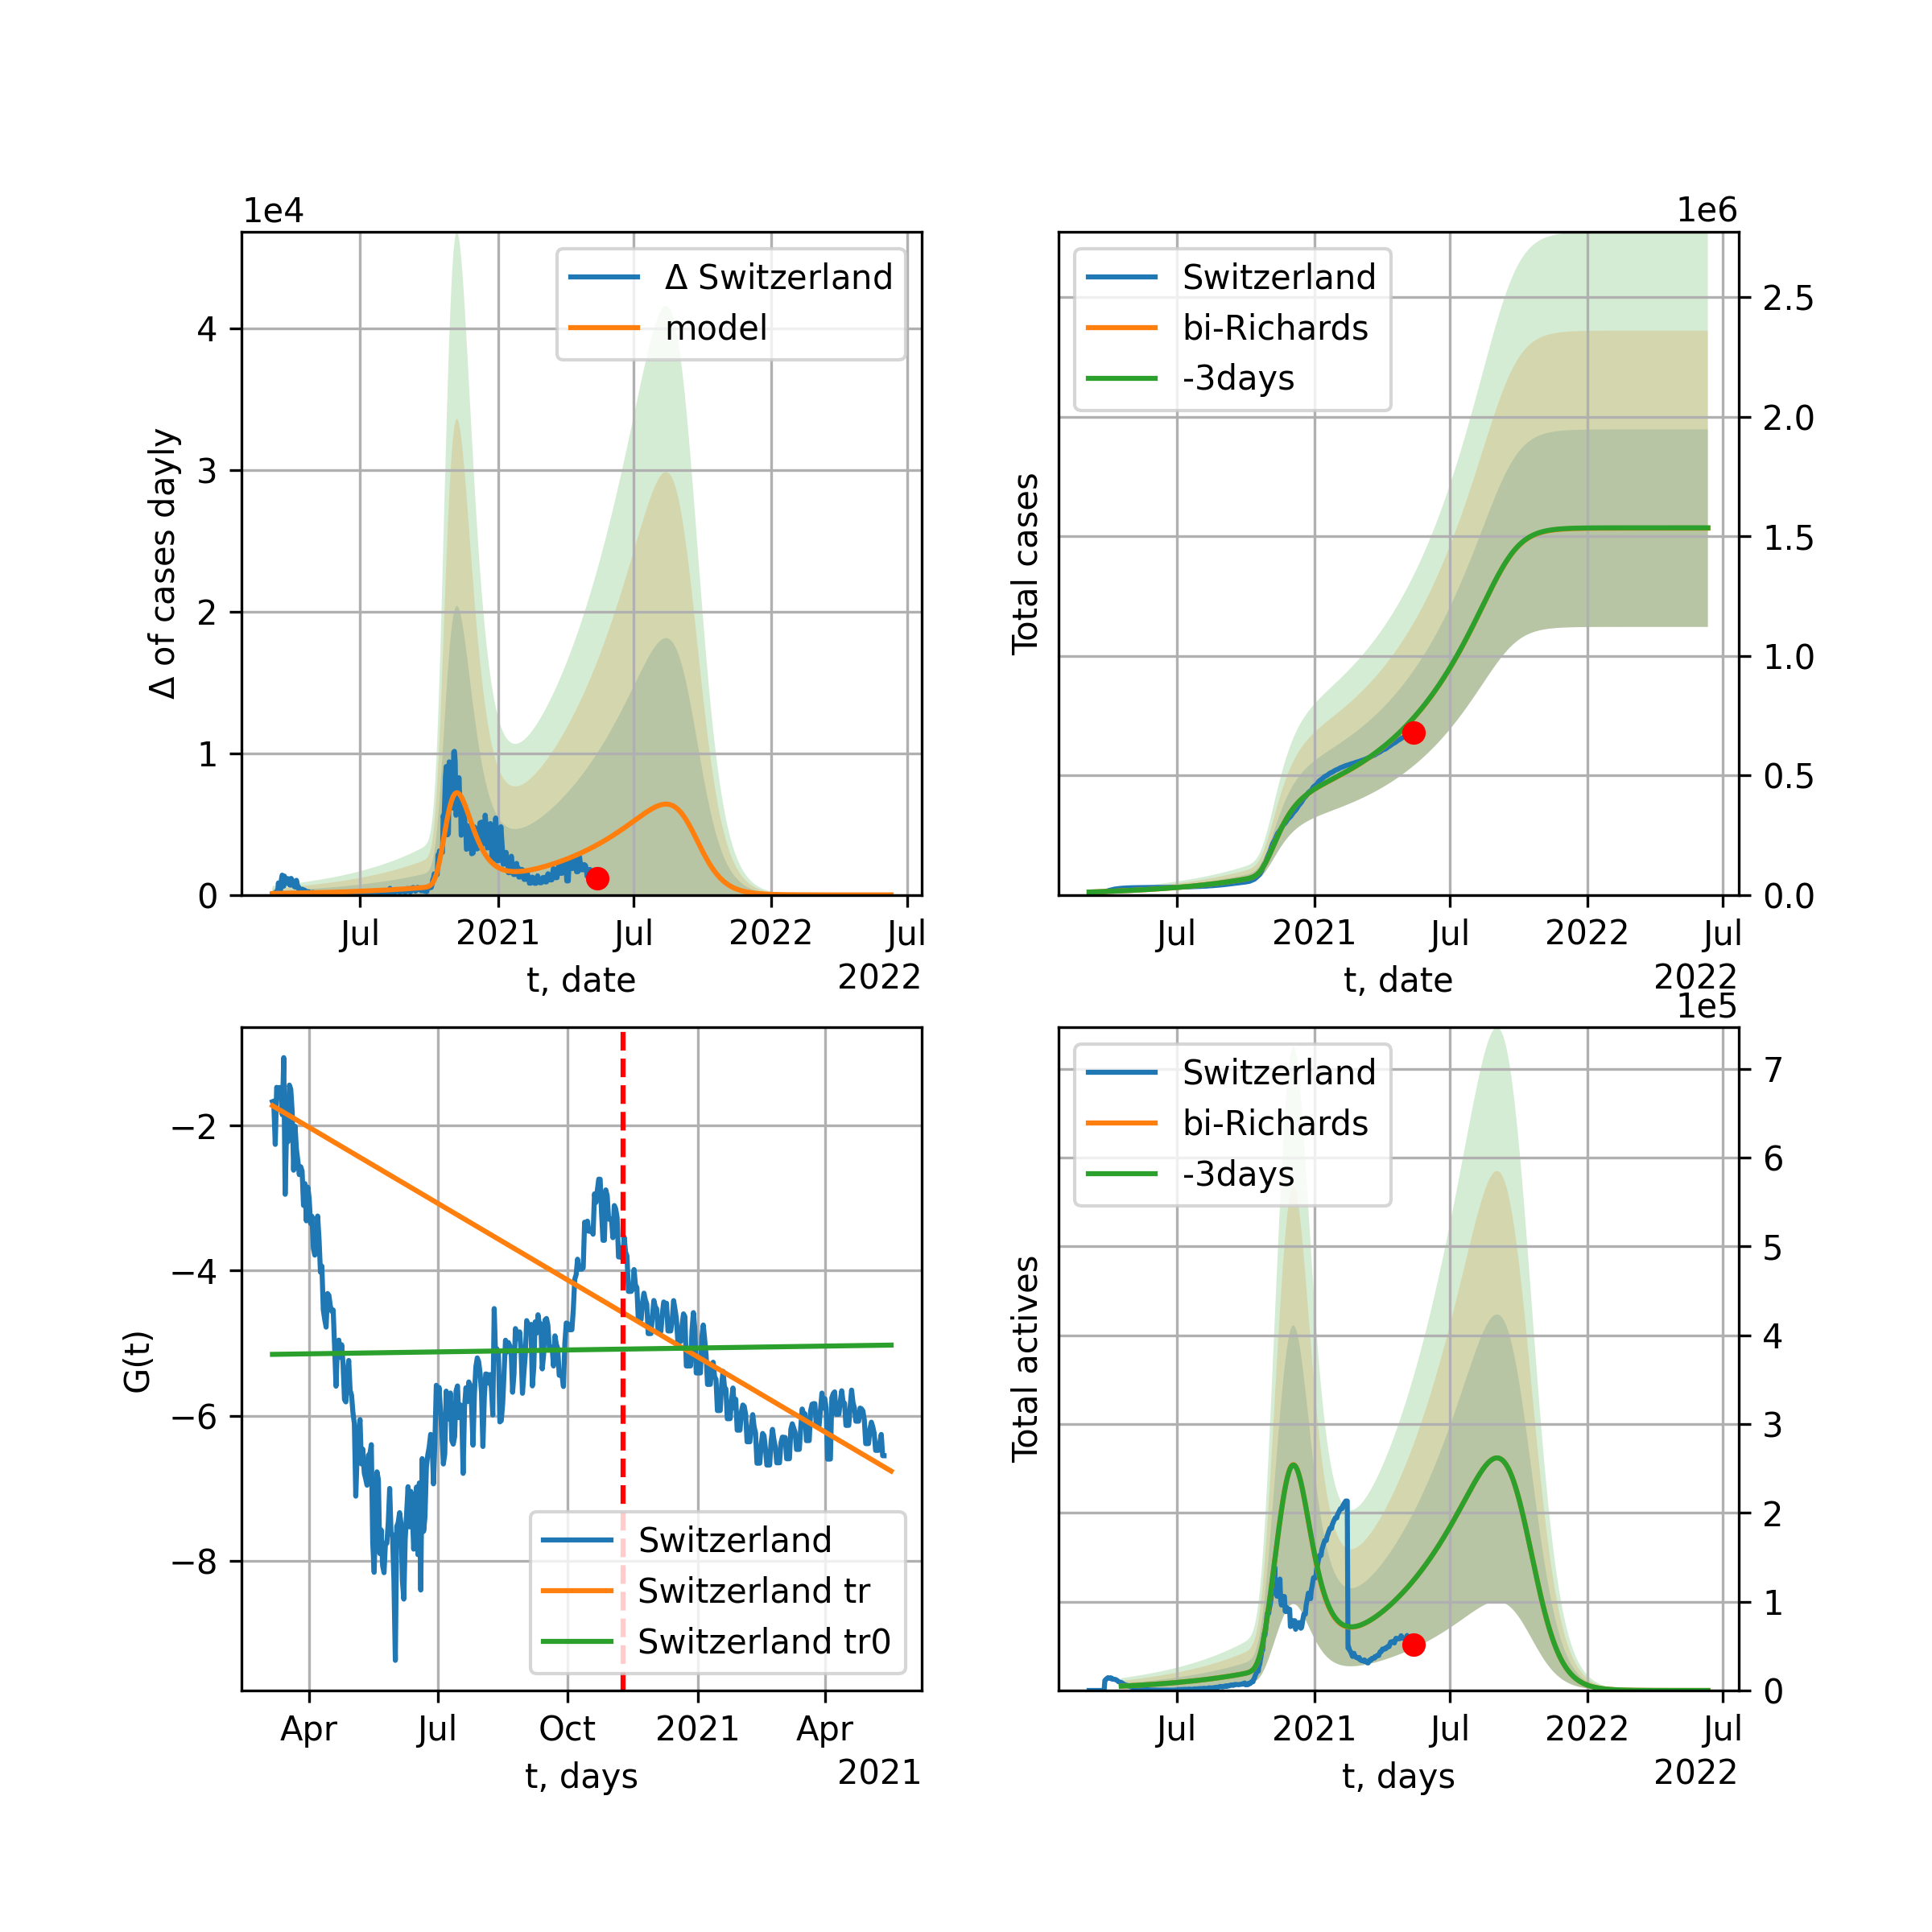 1e4
Δ of cases dayly
4
3
2
1
0
Δ Switzerland
model
Jul
2021
Jul
2022
Jul
t, date
2022
1e6
Total cases
Switzerland
bi-Richards
-3days
2.5
2.0
1.5
1.0
0.5
0.0
Jul
2021
Jul
2022
Jul
t, date
2022
G(t)
−2
−4
−6
−8
Switzerland
Switzerland tr
Switzerland tr0
Apr
Jul
Oct
2021
Apr
t, days
2021
1e5
Total actives
Switzerland
bi-Richards
-3days
7
6
5
4
3
2
1
0
Jul
2021
Jul
2022
Jul
t, days
2022